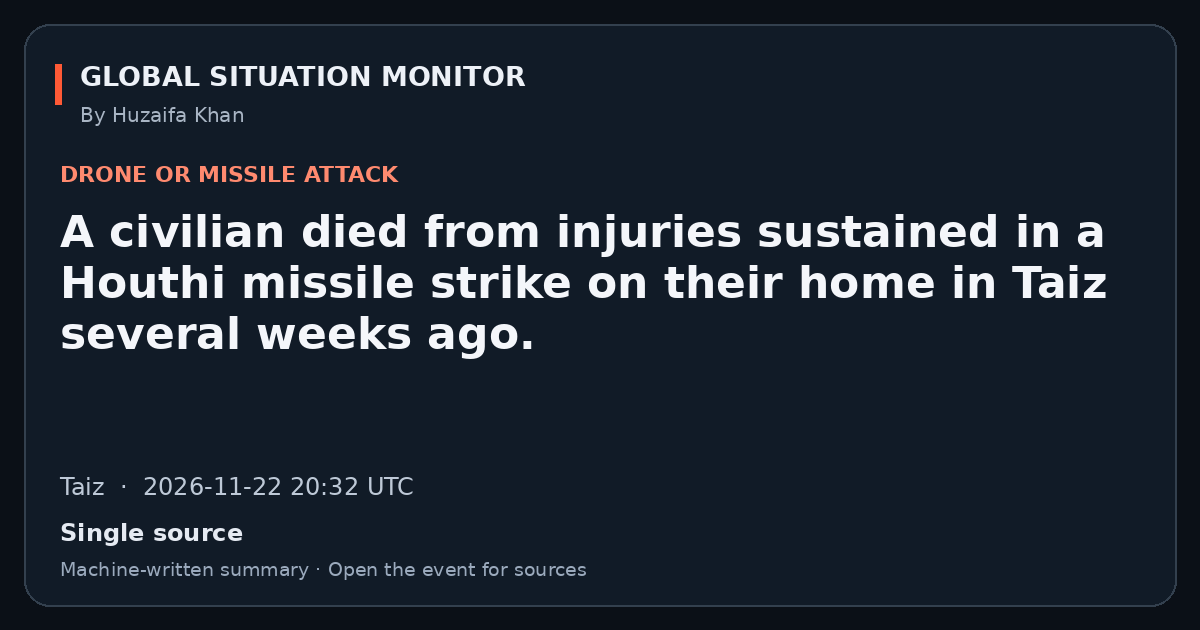 GLOBAL SITUATION MONITOR
By Huzaifa Khan
DRONE OR MISSILE ATTACK
A civilian died from injuries sustained in a
Houthi missile strike on their home in Taiz
several weeks ago.
Taiz · 2026-11-22 20:32 UTC
Single source
Machine-written summary · Open the event for sources